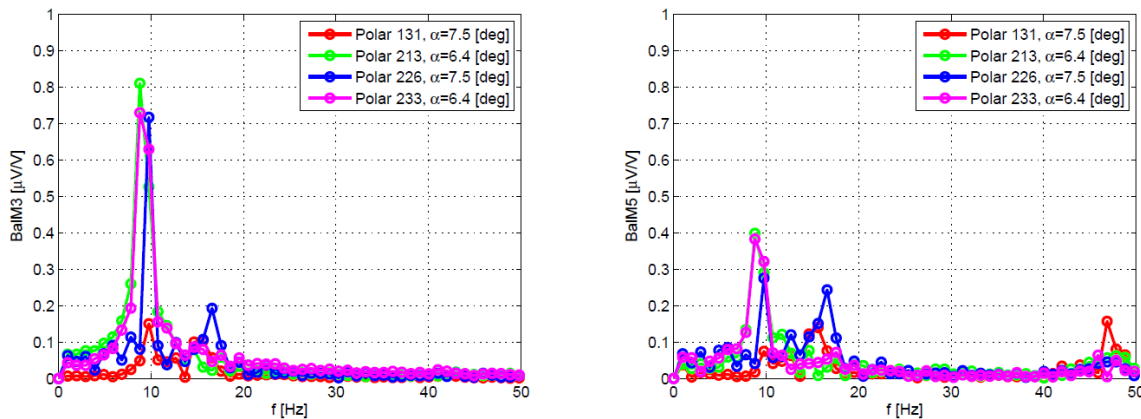 1
0.9
0.8
0.7
0.6
0.5
0.4
0.3
0.2
0.1
0
BalM3 [µV/V]
0 10 20 30 40 50
f [Hz]
Polar 131, α=7.5 [deg]
Polar 213, α=6.4 [deg]
Polar 226, α=7.5 [deg]
Polar 233, α=6.4 [deg]
1
0.9
0.8
0.7
0.6
0.5
0.4
0.3
0.2
0.1
0
BalM5 [µV/V]
0 10 20 30 40 50
f [Hz]
Polar 131, α=7.5 [deg]
Polar 213, α=6.4 [deg]
Polar 226, α=7.5 [deg]
Polar 233, α=6.4 [deg]